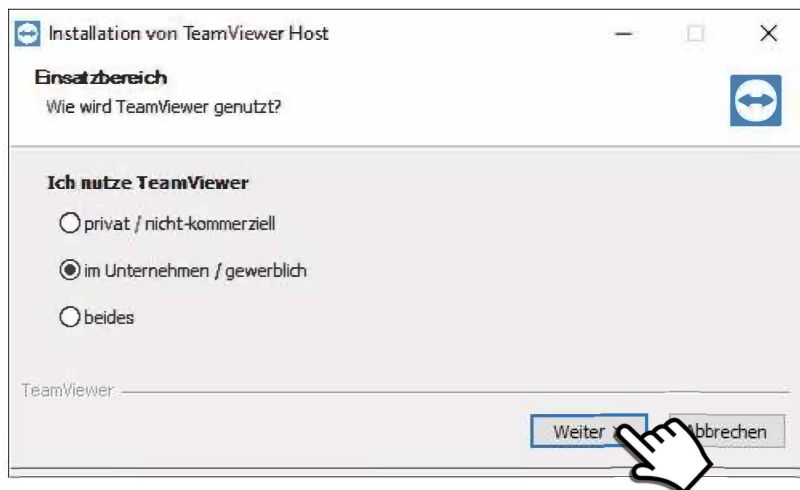 Installation von TeamViewer Host
Einsatzbereich
Wie wird TeamViewer genutzt?
Ich nutze TeamViewer
privat / nicht-kommerziell
im Unternehmen / gewerblich
beides
TeamViewer
Weiter >
Abbrechen